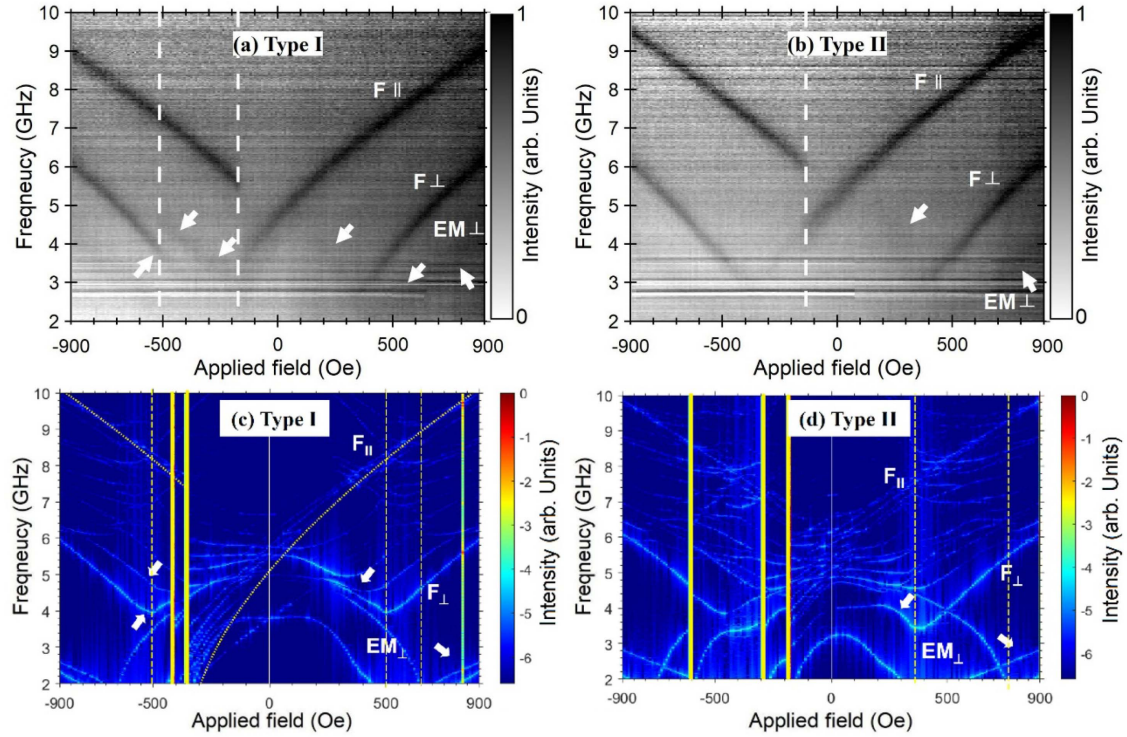 (a) Type I
F ∥
F ⊥
EM ⊥
10
9
8
7
6
5
4
3
2
Freqneucy (GHz)
-900
-500
0
500
900
Applied field (Oe)
1
0
Intensity (arb. Units)
(b) Type II
F ∥
F ⊥
EM ⊥
10
9
8
7
6
5
4
3
2
Freqneucy (GHz)
-900
-500
0
500
900
Applied field (Oe)
1
0
Intensity (arb. Units)
(c) Type I
F∥
F⊥
EM⊥
10
9
8
7
6
5
4
3
2
Freqneucy (GHz)
-900
-500
0
500
900
Applied field (Oe)
0
-1
-2
-3
-4
-5
-6
Intensity (arb. Units)
(d) Type II
F∥
F⊥
EM⊥
10
9
8
7
6
5
4
3
2
Freqneucy (GHz)
-900
-500
0
500
900
Applied field (Oe)
0
-1
-2
-3
-4
-5
-6
Intensity (arb. Units)